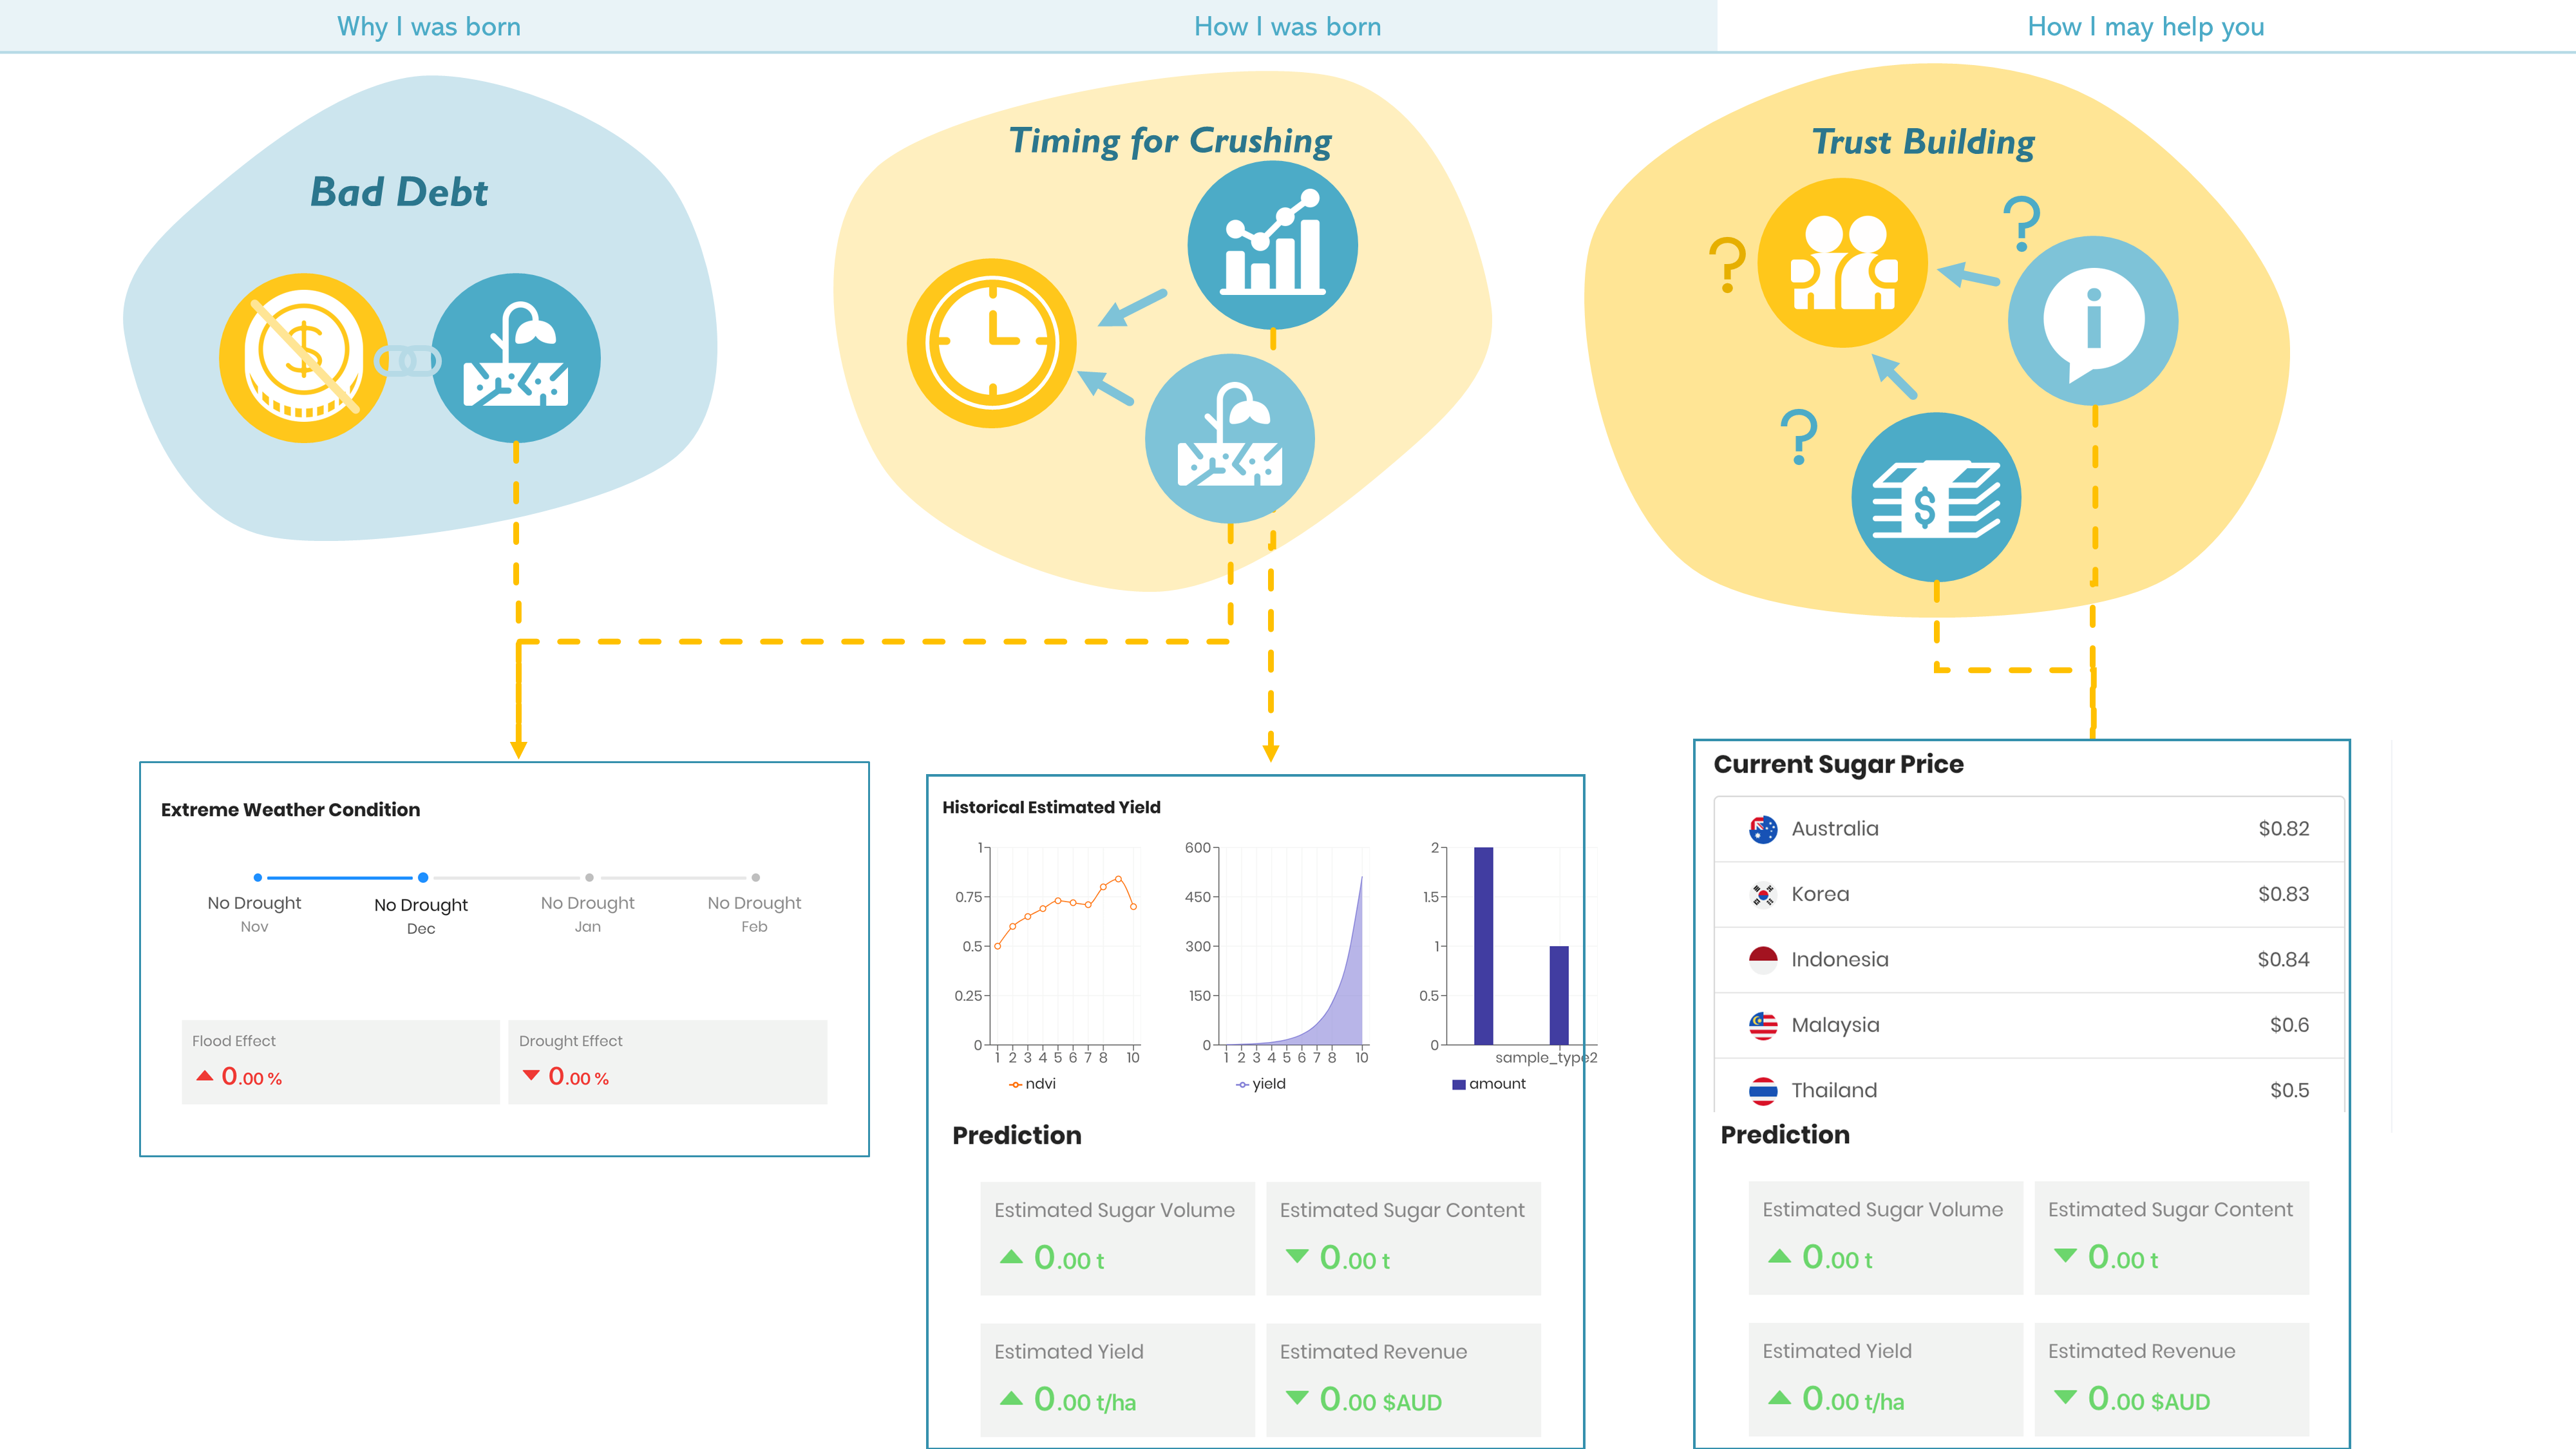 Why I was born
How I was born
How I may help you
Bad Debt
Timing for Crushing
Trust Building
$
?
?
?
i
$
Extreme Weather Condition
No Drought
Nov
No Drought
Dec
No Drought
Jan
No Drought
Feb
Flood Effect
0.00 %
Drought Effect
0.00 %
Historical Estimated Yield
1
0.75
0.5
0.25
0
1 2 3 4 5 6 7 8 10
ndvi
600
450
300
150
0
1 2 3 4 5 6 7 8 10
yield
2
1.5
1
0.5
0
sample_type2
amount
Prediction
Estimated Sugar Volume
0.00 t
Estimated Sugar Content
0.00 t
Estimated Yield
0.00 t/ha
Estimated Revenue
0.00 $AUD
Current Sugar Price
Australia $0.82
Korea $0.83
Indonesia $0.84
Malaysia $0.6
Thailand $0.5
Prediction
Estimated Sugar Volume
0.00 t
Estimated Sugar Content
0.00 t
Estimated Yield
0.00 t/ha
Estimated Revenue
0.00 $AUD